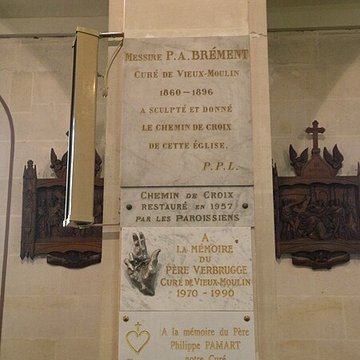 MESSIRE P.A. BRÉMENT
CURÉ DE VIEUX-MOULIN
1860-1896
A SCULPTÉ ET DONNÉ
LE CHEMIN DE CROIX
DE CETTE ÉGLISE.
P.P.L.
CHEMIN DE CROIX
RESTAURÉ EN 1957
PAR LES PAROISSIENS
A
LA MÉMOIRE
DU
PÈRE VERBRUGGE
CURÉ DE VIEUX-MOULIN
1970-1990
A la mémoire du Père
Philippe PAMART
notre Curé